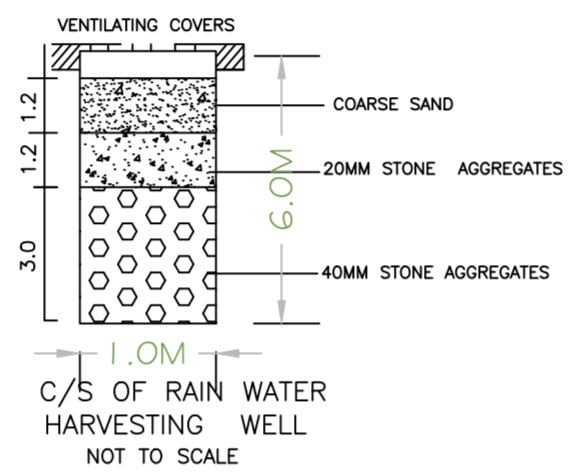 VENTILATING COVERS
1.2
COARSE SAND
1.2
20MM STONE AGGREGATES
6.0M
3.0
40MM STONE AGGREGATES
1.0M
C/S OF RAIN WATER
HARVESTING WELL
NOT TO SCALE